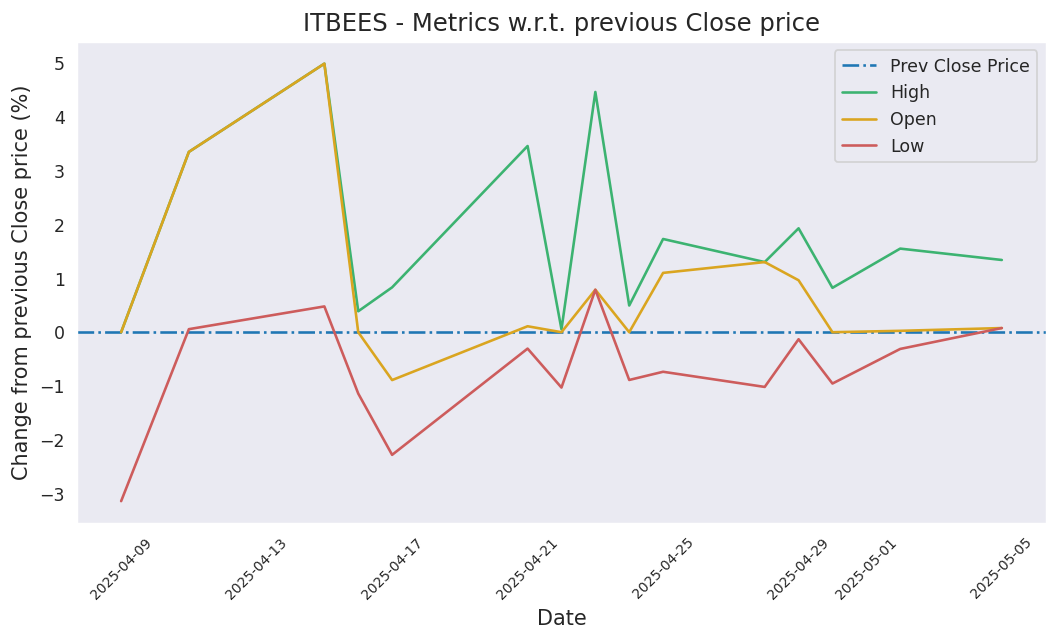 ITBEES - Metrics w.r.t. previous Close price
Change from previous Close price (%)
5
4
3
2
1
0
−1
−2
−3
Prev Close Price
High
Open
Low
2025-04-09
2025-04-13
2025-04-17
2025-04-21
2025-04-25
2025-04-29
2025-05-01
2025-05-05
Date